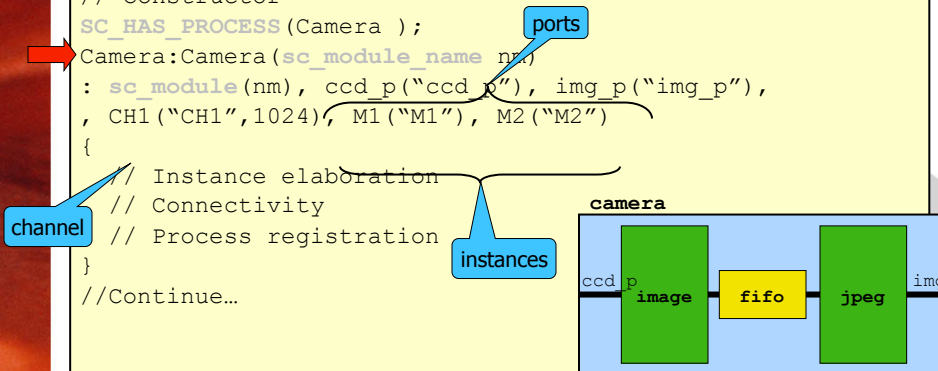 // Constructor
SC_HAS_PROCESS(Camera );
ports
Camera:Camera(sc_module_name nm)
: sc_module(nm), ccd_p("ccd_p”), img_p("img_p”),
, CH1("CH1",1024), M1(“M1”), M2(“M2”)
{
// Instance elaboration
// Connectivity
camera
channel
// Process registration
instances
}
//Continue…
ccd_p
image
fifo
jpeg